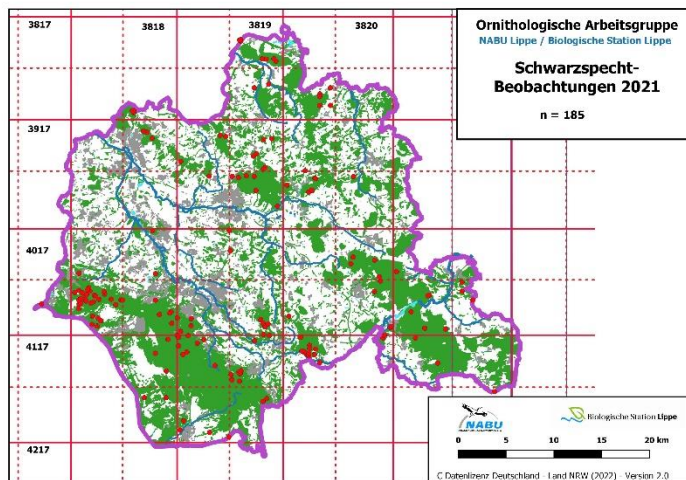 3817
3818
3819
3820
3917
4017
4117
4217
Ornithologische Arbeitsgruppe
NABU Lippe / Biologische Station Lippe
Schwarzspecht-
Beobachtungen 2021
n = 185
NABU
Biologische Station Lippe
0 5 10 15 20 km
C Datenlizenz Deutschland - Land NRW (2022) - Version 2.0